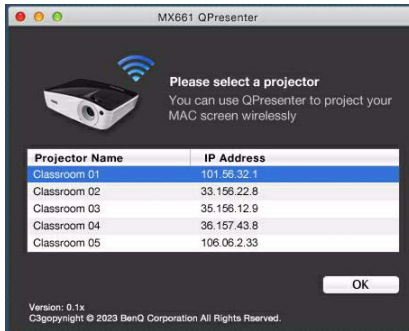 MX661 QPresenter
Please select a projector
You can use QPresenter to project your
MAC screen wirelessly
Projector Name IP Address
Classroom 01 101.56.32.1
Classroom 02 33.156.22.8
Classroom 03 35.156.12.9
Classroom 04 36.157.43.8
Classroom 05 106.06.2.33
OK
Version: 0.1x
C3gopynight © 2023 BenQ Corporation All Rights Rserved.